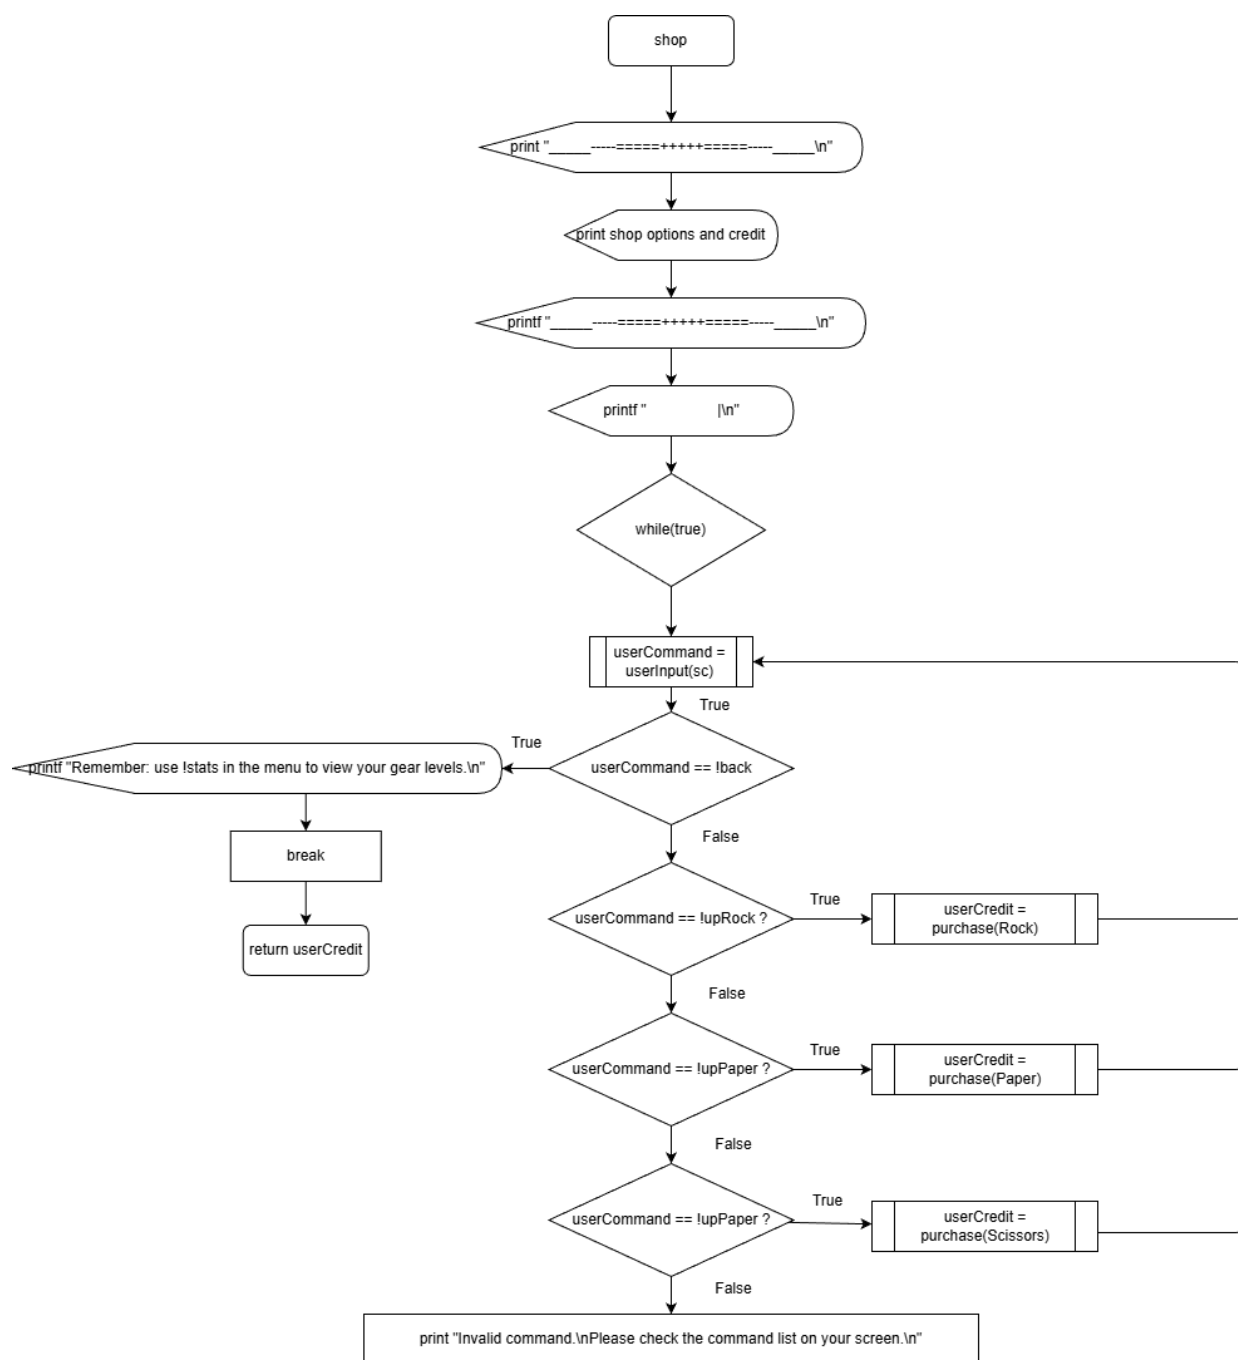 shop
print "_____-----=====+++++=====-----_____\n"
print shop options and credit
printf "_____-----=====+++++=====-----_____\n"
printf "                    |\n"
while(true)
userCommand =
userInput(sc)
True
True
printf "Remember: use !stats in the menu to view your gear levels.\n"
userCommand == !back
False
break
True
userCommand == !upRock ?
userCredit =
purchase(Rock)
return userCredit
False
True
userCommand == !upPaper ?
userCredit =
purchase(Paper)
False
True
userCommand == !upPaper ?
userCredit =
purchase(Scissors)
False
print "Invalid command.\nPlease check the command list on your screen.\n"